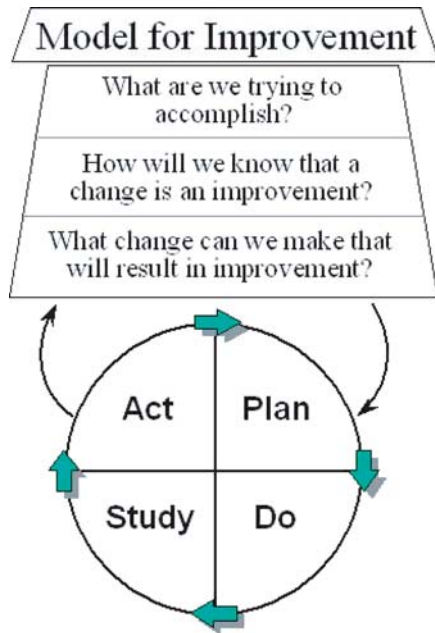 Model for Improvement
What are we trying to
accomplish?
How will we know that a
change is an improvement?
What change can we make that
will result in improvement?
Act
Plan
Study
Do